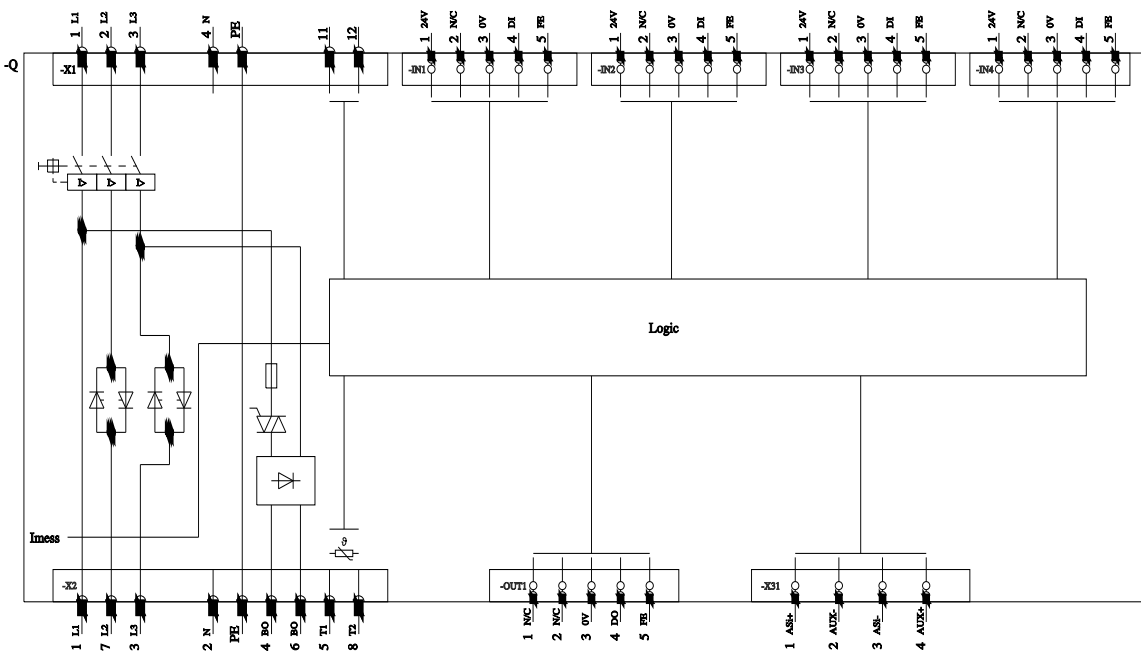 1 L1
2 L2
3 L3
4 N
PE
11
12
1 24V
2 N/C
3 0V
4 DI
5 FE
1 24V
2 N/C
3 0V
4 DI
5 FE
1 24V
2 N/C
3 0V
4 DI
5 FE
1 24V
2 N/C
3 0V
4 DI
5 FE
-Q
-X1
-IN1
-IN2
-IN3
-IN4
Logic
Imess
ϑ
-X2
-OUT1
-X31
1 L1
7 L2
3 L3
2 N
PE
4 BO
6 BO
5 T1
8 T2
1 N/C
2 N/C
3 0V
4 DO
5 FE
1 ASi+
2 AUX-
3 ASi-
4 AUX+